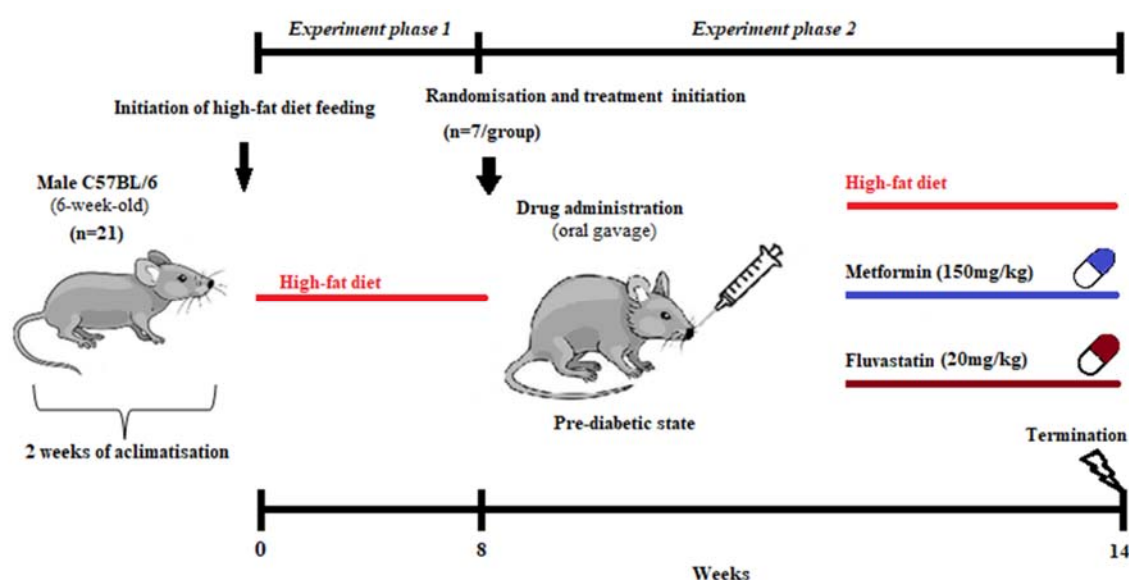 Experiment phase 1
Experiment phase 2
Initiation of high-fat diet feeding
Randomisation and treatment initiation
(n=7/group)
Male C57BL/6
(6-week-old)
(n=21)
High-fat diet
Drug administration
(oral gavage)
High-fat diet
Metformin (150mg/kg)
Fluvastatin (20mg/kg)
Pre-diabetic state
2 weeks of aclimatisation
Termination
0
8
14
Weeks